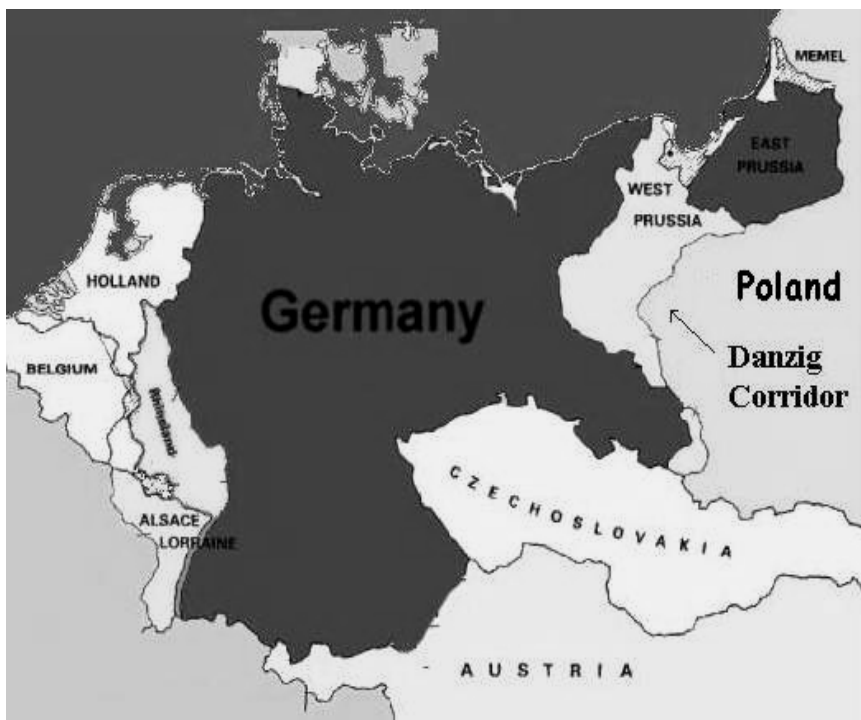 MEMEL
EAST
PRUSSIA
WEST
PRUSSIA
HOLLAND
Poland
Germany
Danzig
Corridor
BELGIUM
Rhineland
CZECHOSLOVAKIA
ALSACE
LORRAINE
AUSTRIA